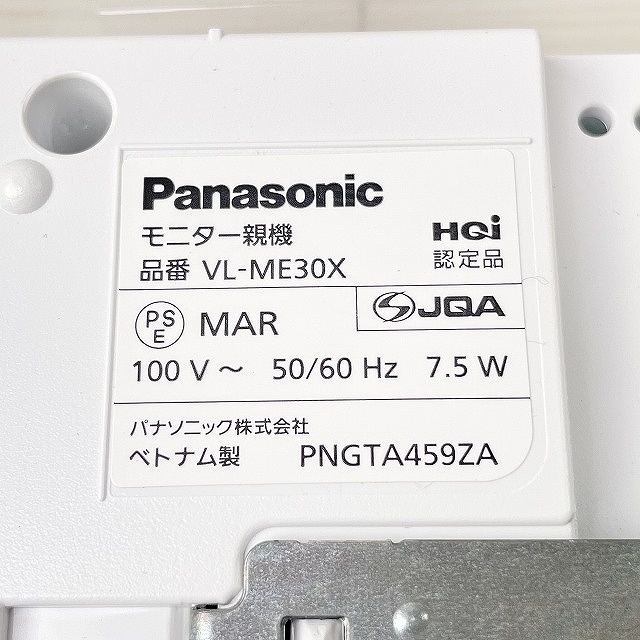 Panasonic
モニター親機
品番 VL-ME30X
HQi
認定品
PS
E
MAR
JQA
100 V ～ 50/60 Hz 7.5 W
パナソニック株式会社
ベトナム製 PNGTA459ZA